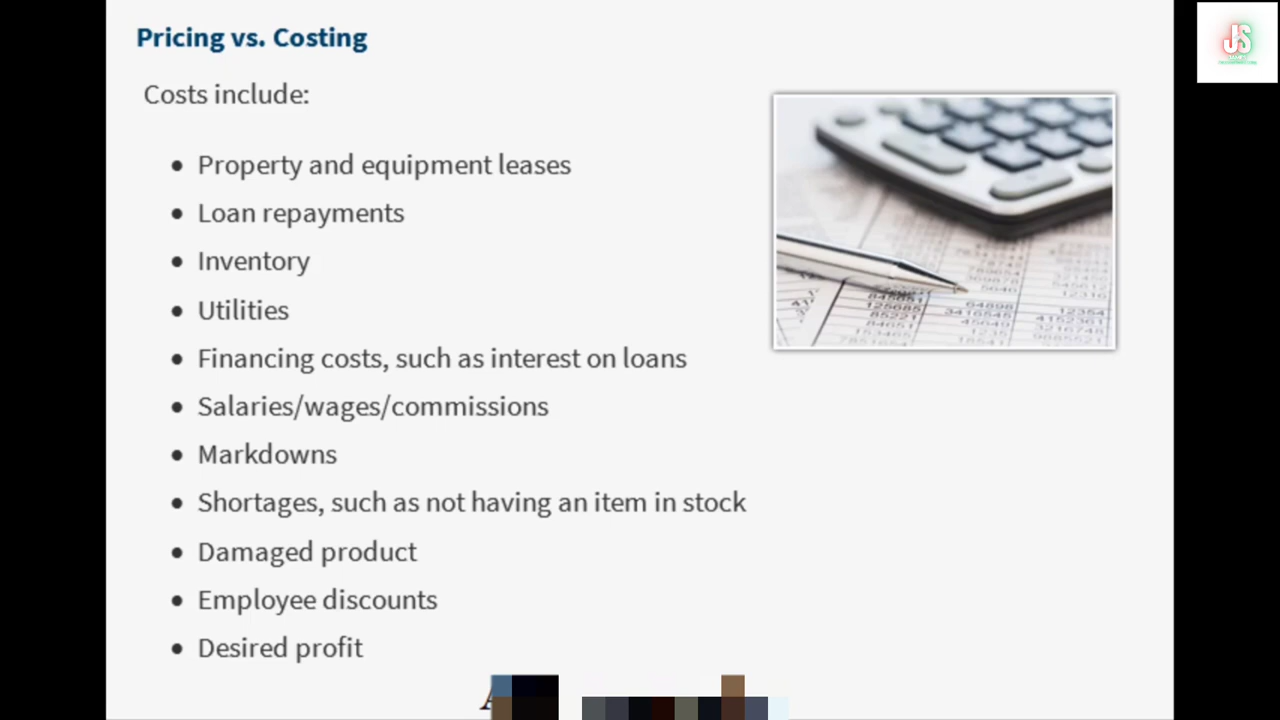 Pricing vs. Costing
JS
Costs include:
• Property and equipment leases
• Loan repayments
• Inventory
• Utilities
• Financing costs, such as interest on loans
• Salaries/wages/commissions
• Markdowns
• Shortages, such as not having an item in stock
• Damaged product
• Employee discounts
• Desired profit